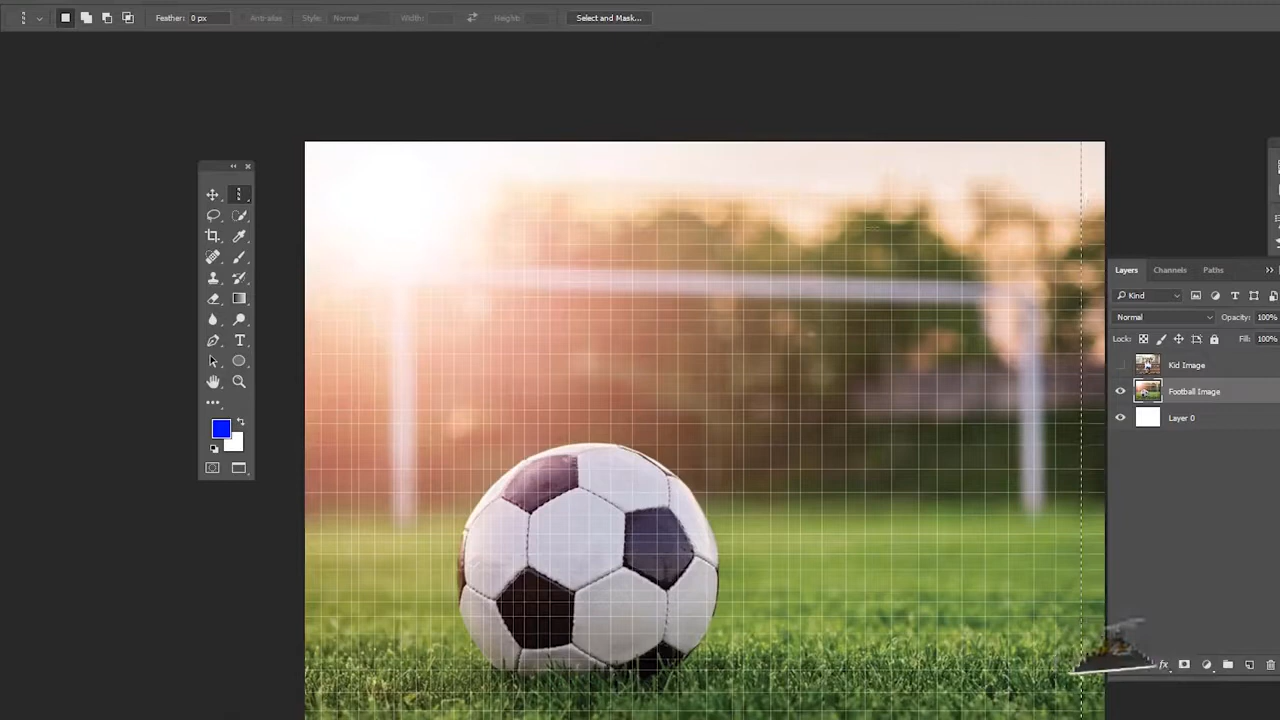 Feather: 0 px Anti-alias Style: Normal Width: Height: Select and Mask...
Layers Channels Paths
Kind
Normal Opacity: 100%
Lock: Fill: 100%
Kid Image
Football Image
Layer 0
fx